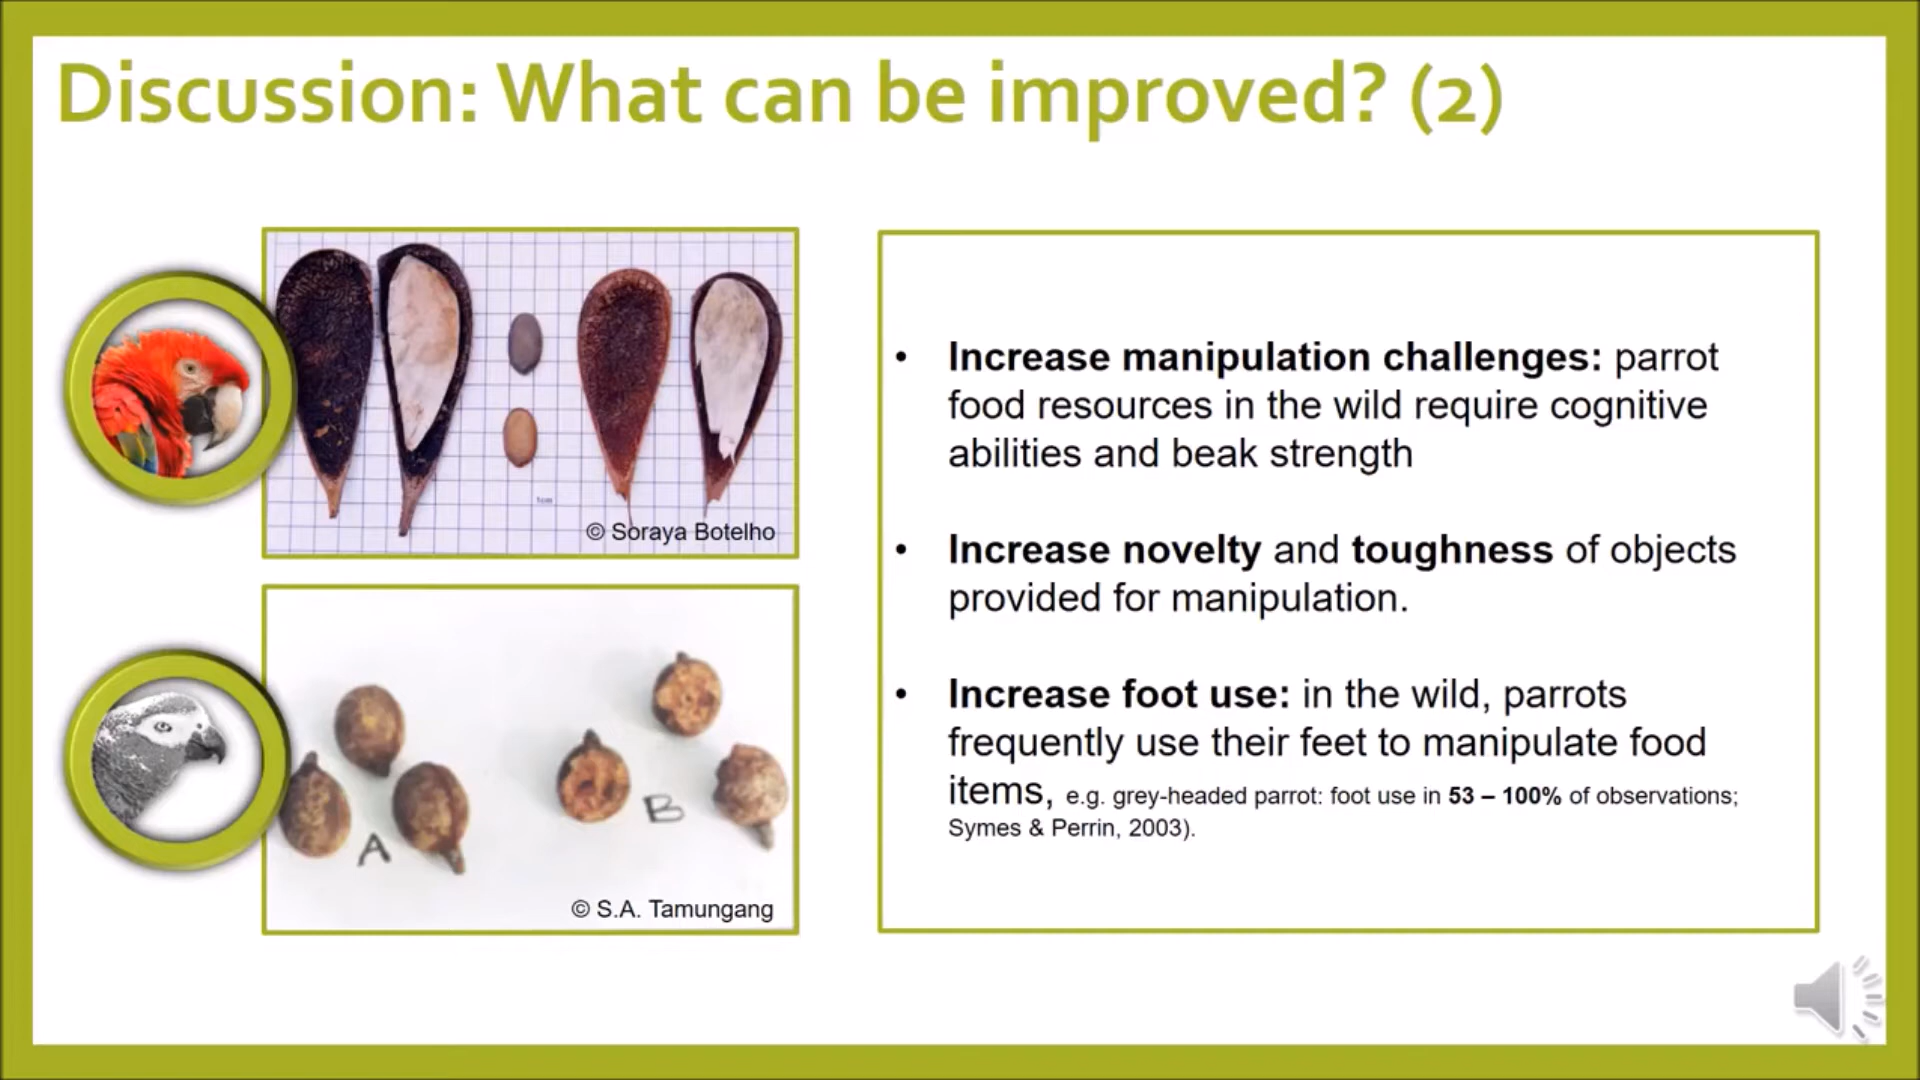 Discussion: What can be improved? (2)
1cm
© Soraya Botelho
A
B
© S.A. Tamungang
• Increase manipulation challenges: parrot
food resources in the wild require cognitive
abilities and beak strength
• Increase novelty and toughness of objects
provided for manipulation.
• Increase foot use: in the wild, parrots
frequently use their feet to manipulate food
items, e.g. grey-headed parrot: foot use in 53 – 100% of observations;
Symes & Perrin, 2003).